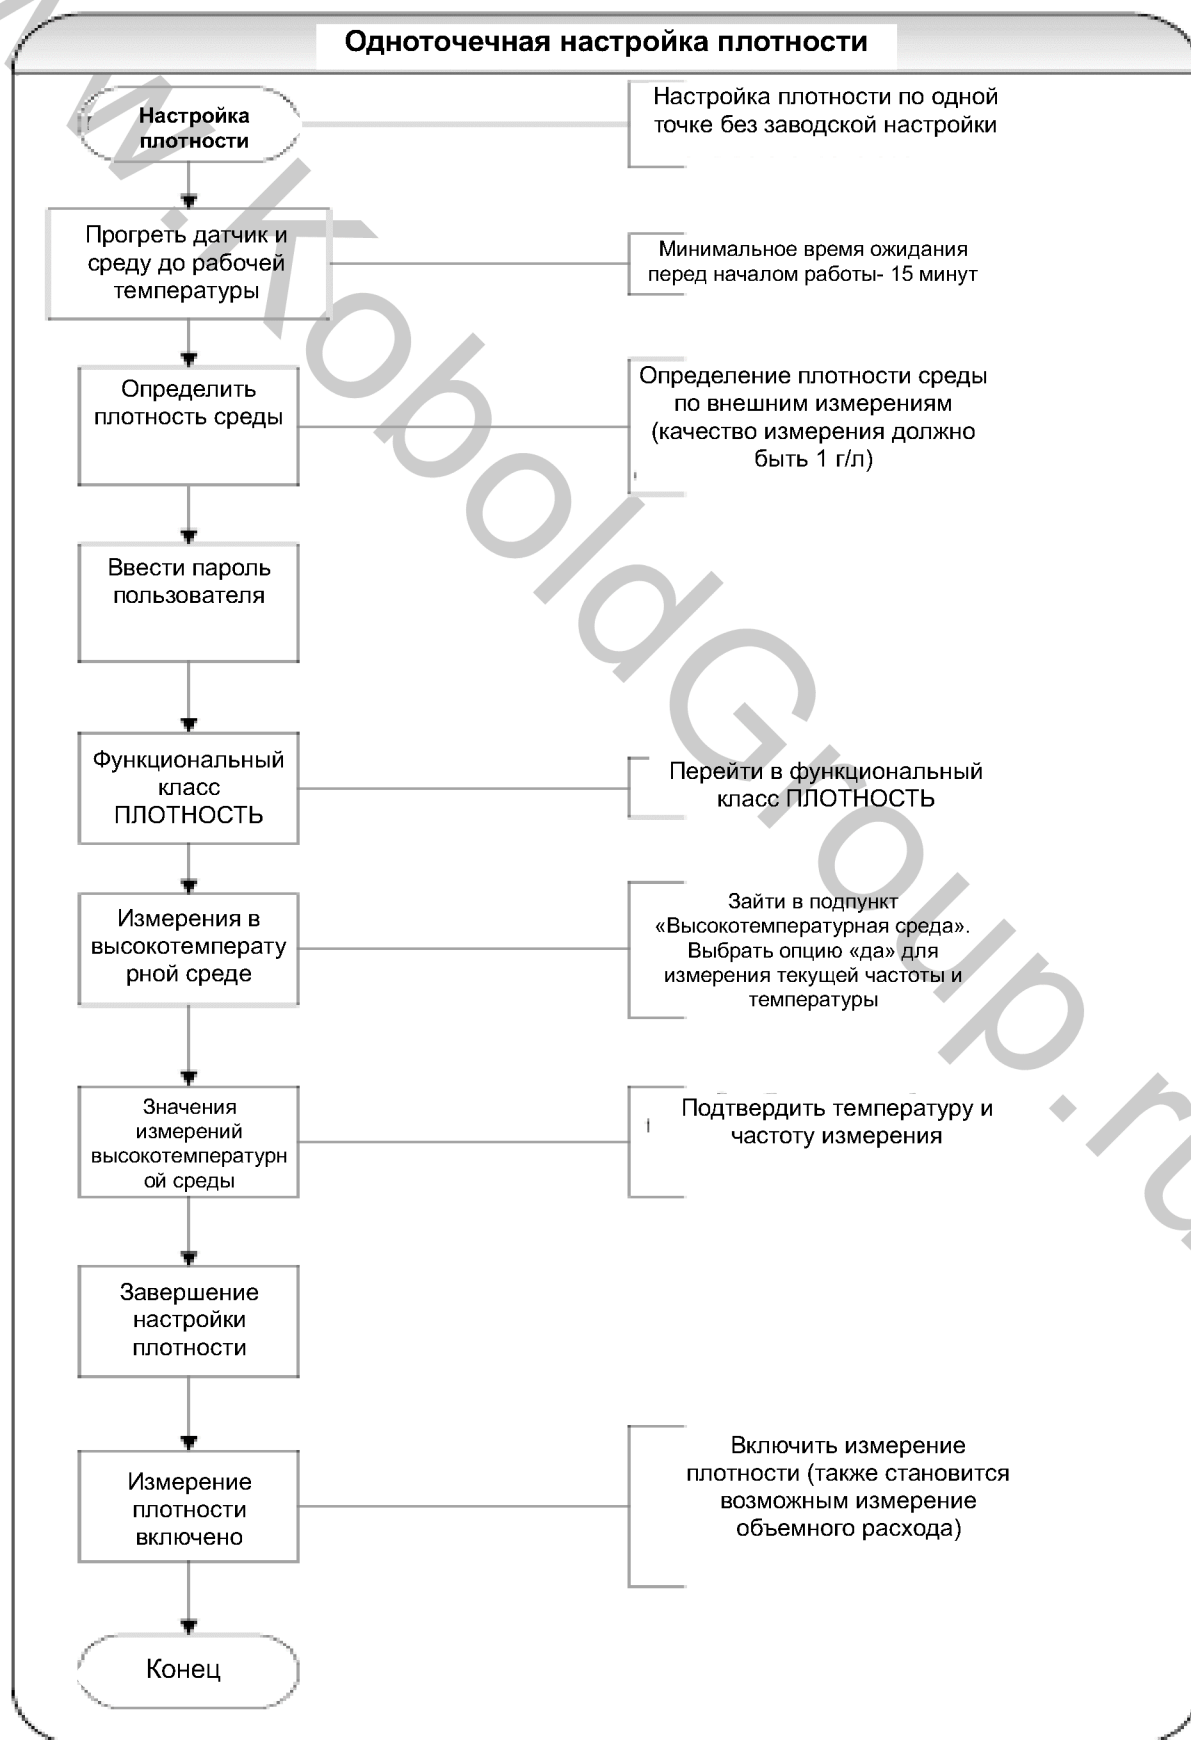 Одноточечная настройка плотности
Настройка
плотности
Настройка плотности по одной
точке без заводской настройки
Прогреть датчик и
среду до рабочей
температуры
Минимальное время ожидания
перед началом работы- 15 минут
Определить
плотность среды
Определение плотности среды
по внешним измерениям
(качество измерения должно
быть 1 г/л)
Ввести пароль
пользователя
Функциональный
класс
ПЛОТНОСТЬ
Перейти в функциональный
класс ПЛОТНОСТЬ
Измерения в
высокотемперату
рной среде
Зайти в подпункт
«Высокотемпературная среда».
Выбрать опцию «да» для
измерения текущей частоты и
температуры
Значения
измерений
высокотемпературн
ой среды
Подтвердить температуру и
частоту измерения
Завершение
настройки
плотности
Измерение
плотности
включено
Включить измерение
плотности (также становится
возможным измерение
объемного расхода)
Конец
w.KoboldGroup.ru